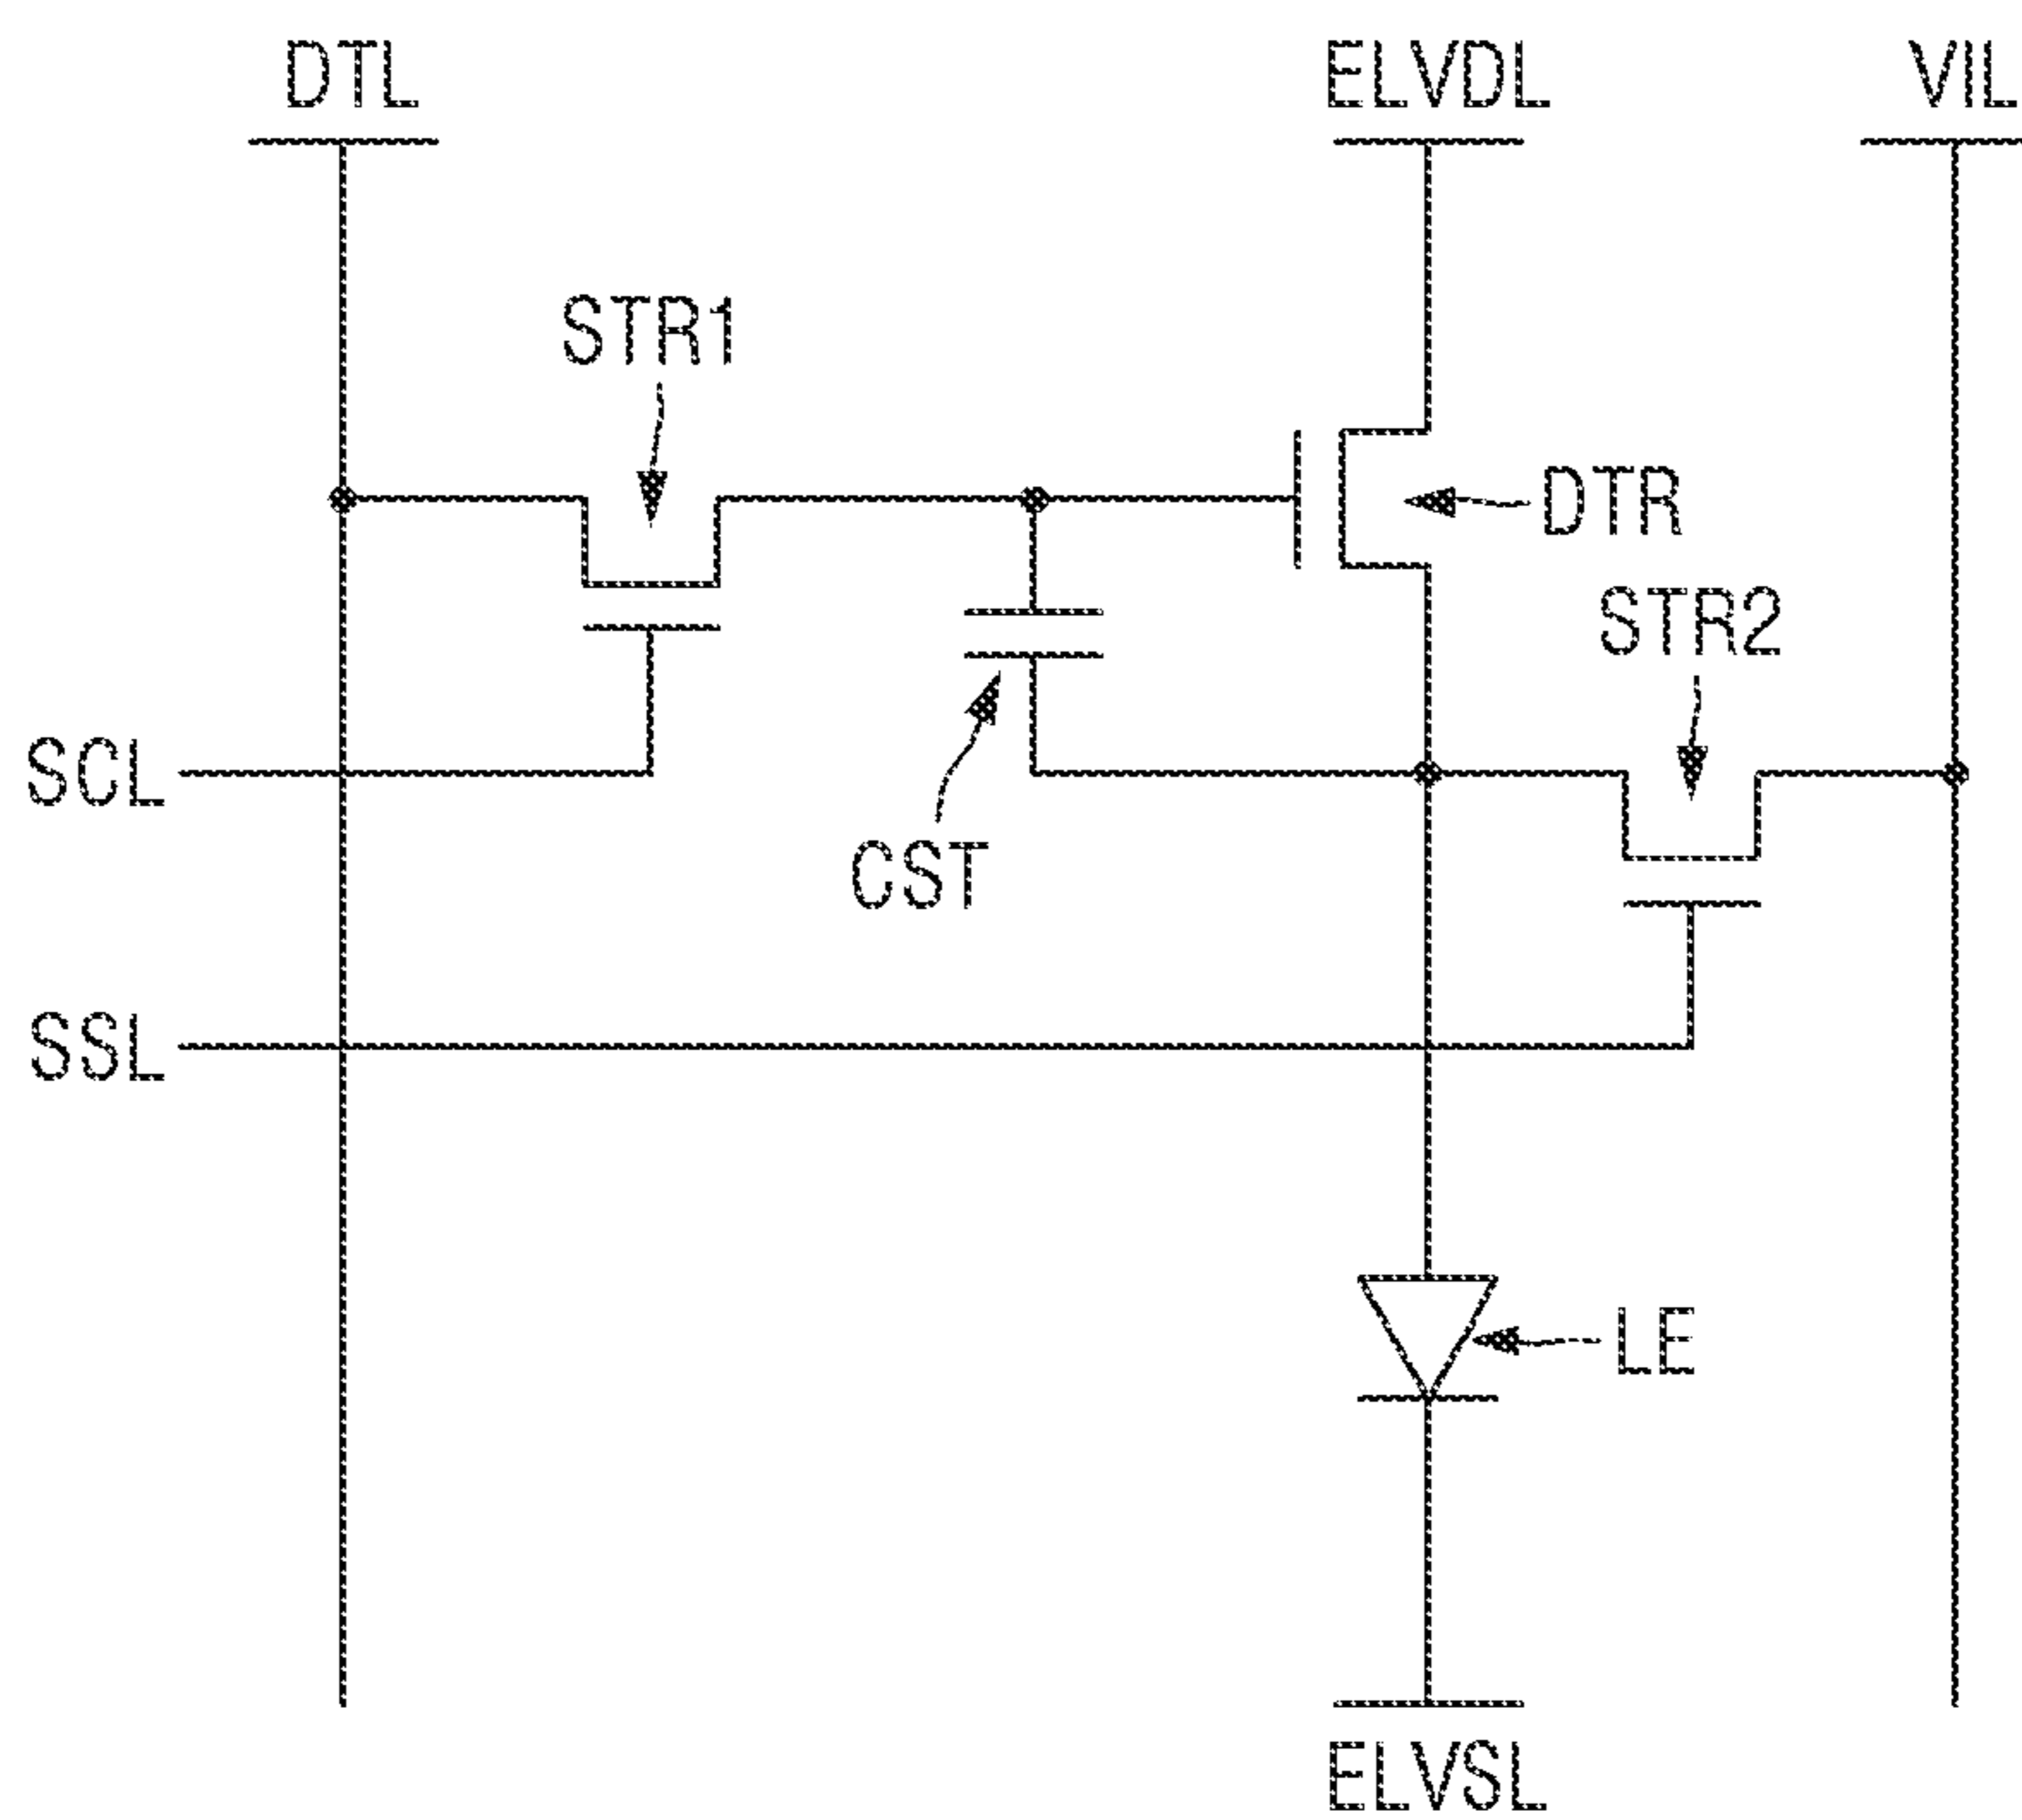 DTL
ELVDL
VIL
STR1
DTR
STR2
SCL
CST
SSL
LE
ELVSL